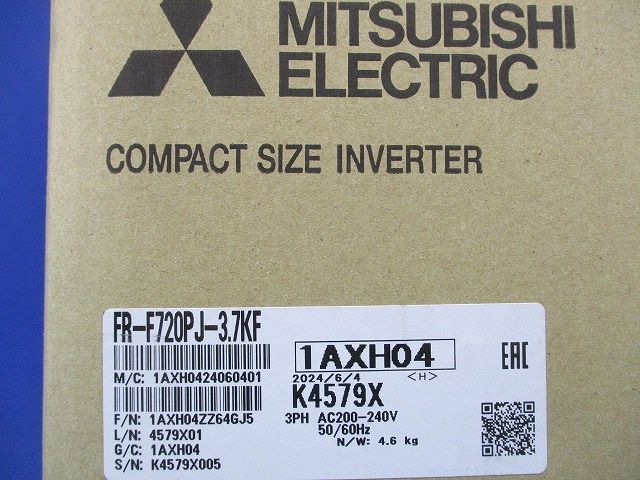 MITSUBISHI
ELECTRIC
COMPACT SIZE INVERTER
FR-F720PJ-3.7KF
M/C: 1AXH0424060401
F/N: 1AXH04ZZ64GJ5
L/N: 4579X01
G/C: 1AXH04
S/N: K4579X005
1AXH04
2024/6/4 <H>
K4579X
3PH AC200-240V
50/60Hz
N/W: 4.6 kg
EAC